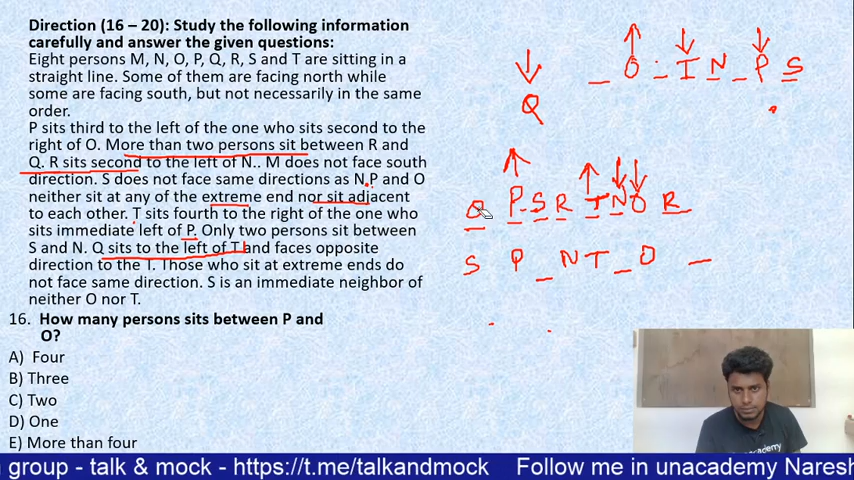 Direction (16 – 20): Study the following information
carefully and answer the given questions:
Eight persons M, N, O, P, Q, R, S and T are sitting in a
straight line. Some of them are facing north while
some are facing south, but not necessarily in the same
order.
P sits third to the left of the one who sits second to the
right of O. More than two persons sit between R and
Q. R sits second to the left of N.. M does not face south
direction. S does not face same directions as N.P and O
neither sit at any of the extreme end nor sit adjacent
to each other. T sits fourth to the right of the one who
sits immediate left of P. Only two persons sit between
S and N. Q sits to the left of T and faces opposite
direction to the T. Those who sit at extreme ends do
not face same direction. S is an immediate neighbor of
neither O nor T.
16. How many persons sits between P and
O?
A) Four
B) Three
C) Two
D) One
E) More than four
O T N P S
Q
P S R T N O R
S P N T O
group - talk & mock - https://t.me/talkandmock Follow me in unacademy Nares